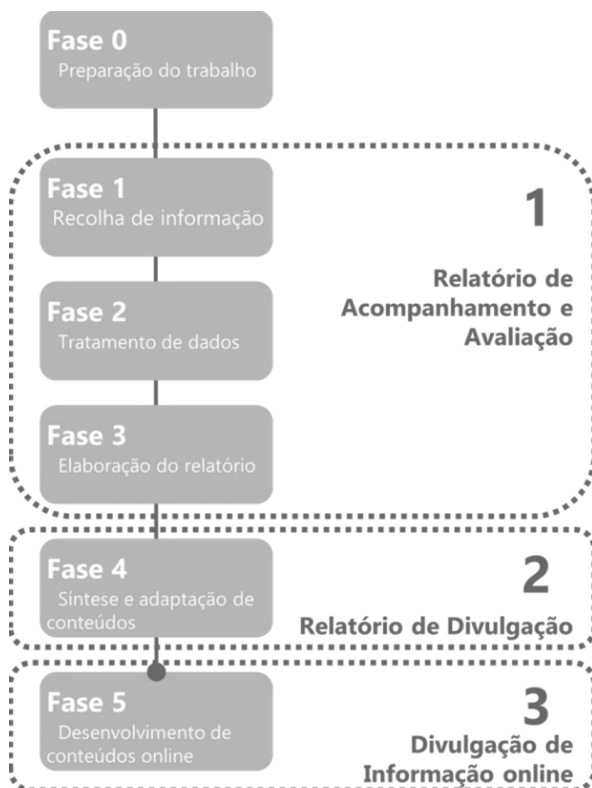 Fase 0
Preparação do trabalho
Fase 1
Recolha de informação
1
Relatório de
Acompanhamento e
Avaliação
Fase 2
Tratamento de dados
Fase 3
Elaboração do relatório
Fase 4
Síntese e adaptação de
conteúdos
2
Relatório de Divulgação
Fase 5
Desenvolvimento de
conteúdos online
3
Divulgação de
Informação online